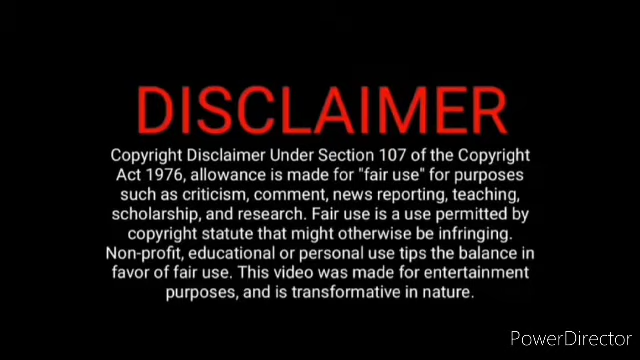 DISCLAIMER
Copyright Disclaimer Under Section 107 of the Copyright
Act 1976, allowance is made for "fair use" for purposes
such as criticism, comment, news reporting, teaching,
scholarship, and research. Fair use is a use permitted by
copyright statute that might otherwise be infringing.
Non-profit, educational or personal use tips the balance in
favor of fair use. This video was made for entertainment
purposes, and is transformative in nature.
PowerDirector